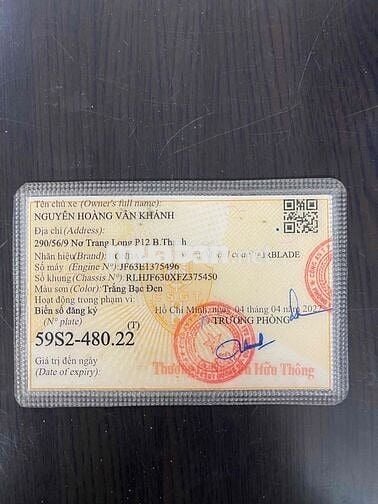 Tên chủ xe (Owner's full name):
NGUYỄN HOÀNG VĂN KHÁNH
Địa chỉ (Address):
290/56/9 Nơ Trang Long P12 B.Th h
Nhãn hiệu(Brand): BLADE
Số máy (Engine N°):JF63E1375496
Số khung (Chassis N°):RLHJF630XFZ375450
Màu sơn (Color): Trắng Bạc Đen
Hoạt động trong phạm vi:
Biển số đăng ký
(N° plate)
Hồ Chí Minh, ngày 04 tháng 04 năm
TRƯỞNG PHÒNG
59S2-480.22 (T)
Giá trị đến ngày
(Date of expiry):
Hữu Thông